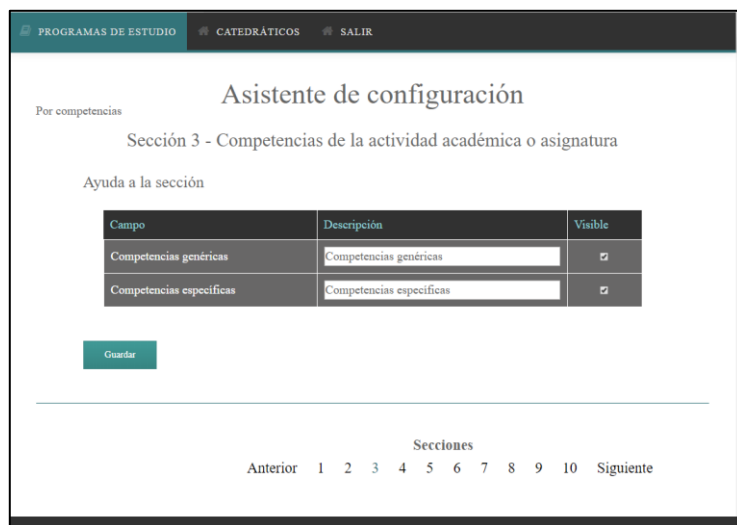 PROGRAMAS DE ESTUDIO CATEDRÁTICOS SALIR
Asistente de configuración
Por competencias
Sección 3 - Competencias de la actividad académica o asignatura
Ayuda a la sección
Campo Descripción Visible
Competencias genéricas Competencias genéricas
Competencias especificas Competencias especificas
Guardar
Secciones
Anterior 1 2 3 4 5 6 7 8 9 10 Siguiente